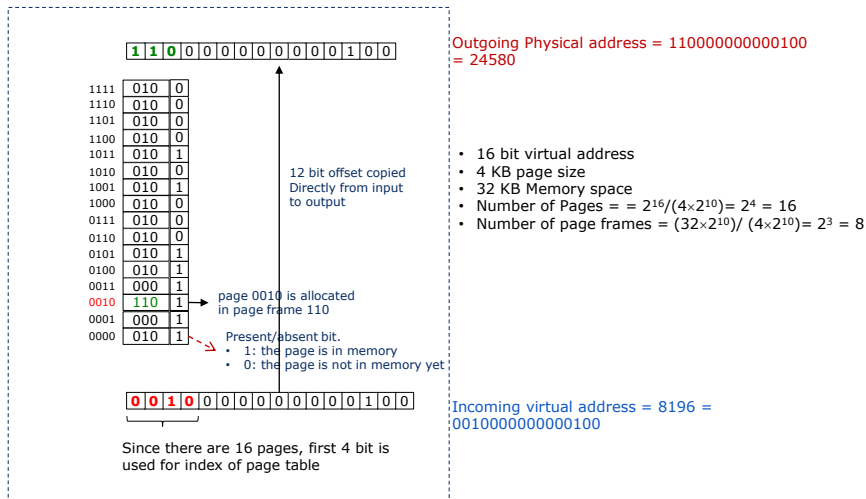 1 1 0 0 0 0 0 0 0 0 0 0 1 0 0
Outgoing Physical address = 110000000000100
= 24580
1111 010 0
1110 010 0
1101 010 0
1100 010 0
1011 010 1
1010 010 0
1001 010 1
1000 010 0
0111 010 0
0110 010 0
0101 010 1
0100 010 1
0011 000 1
0010 110 1
0001 000 1
0000 010 1
12 bit offset copied
Directly from input
to output
• 16 bit virtual address
• 4 KB page size
• 32 KB Memory space
• Number of Pages = = 2¹⁶/(4×2¹⁰)= 2⁴ = 16
• Number of page frames = (32×2¹⁰)/ (4×2¹⁰)= 2³ = 8
page 0010 is allocated
in page frame 110
Present/absent bit.
• 1: the page is in memory
• 0: the page is not in memory yet
0 0 1 0 0 0 0 0 0 0 0 0 0 1 0 0
Incoming virtual address = 8196 =
0010000000000100
Since there are 16 pages, first 4 bit is
used for index of page table